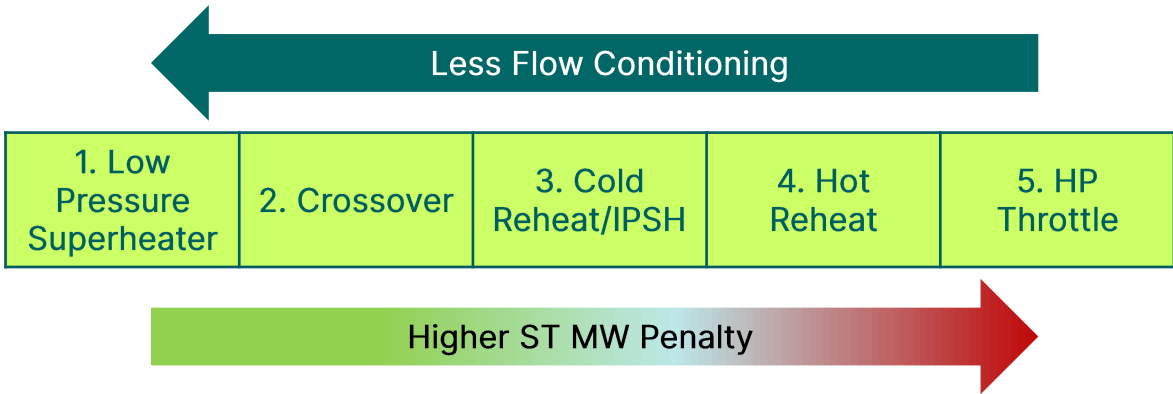 Less Flow Conditioning
1. Low
Pressure
Superheater
2. Crossover
3. Cold
Reheat/IPSH
4. Hot
Reheat
5. HP
Throttle
Higher ST MW Penalty